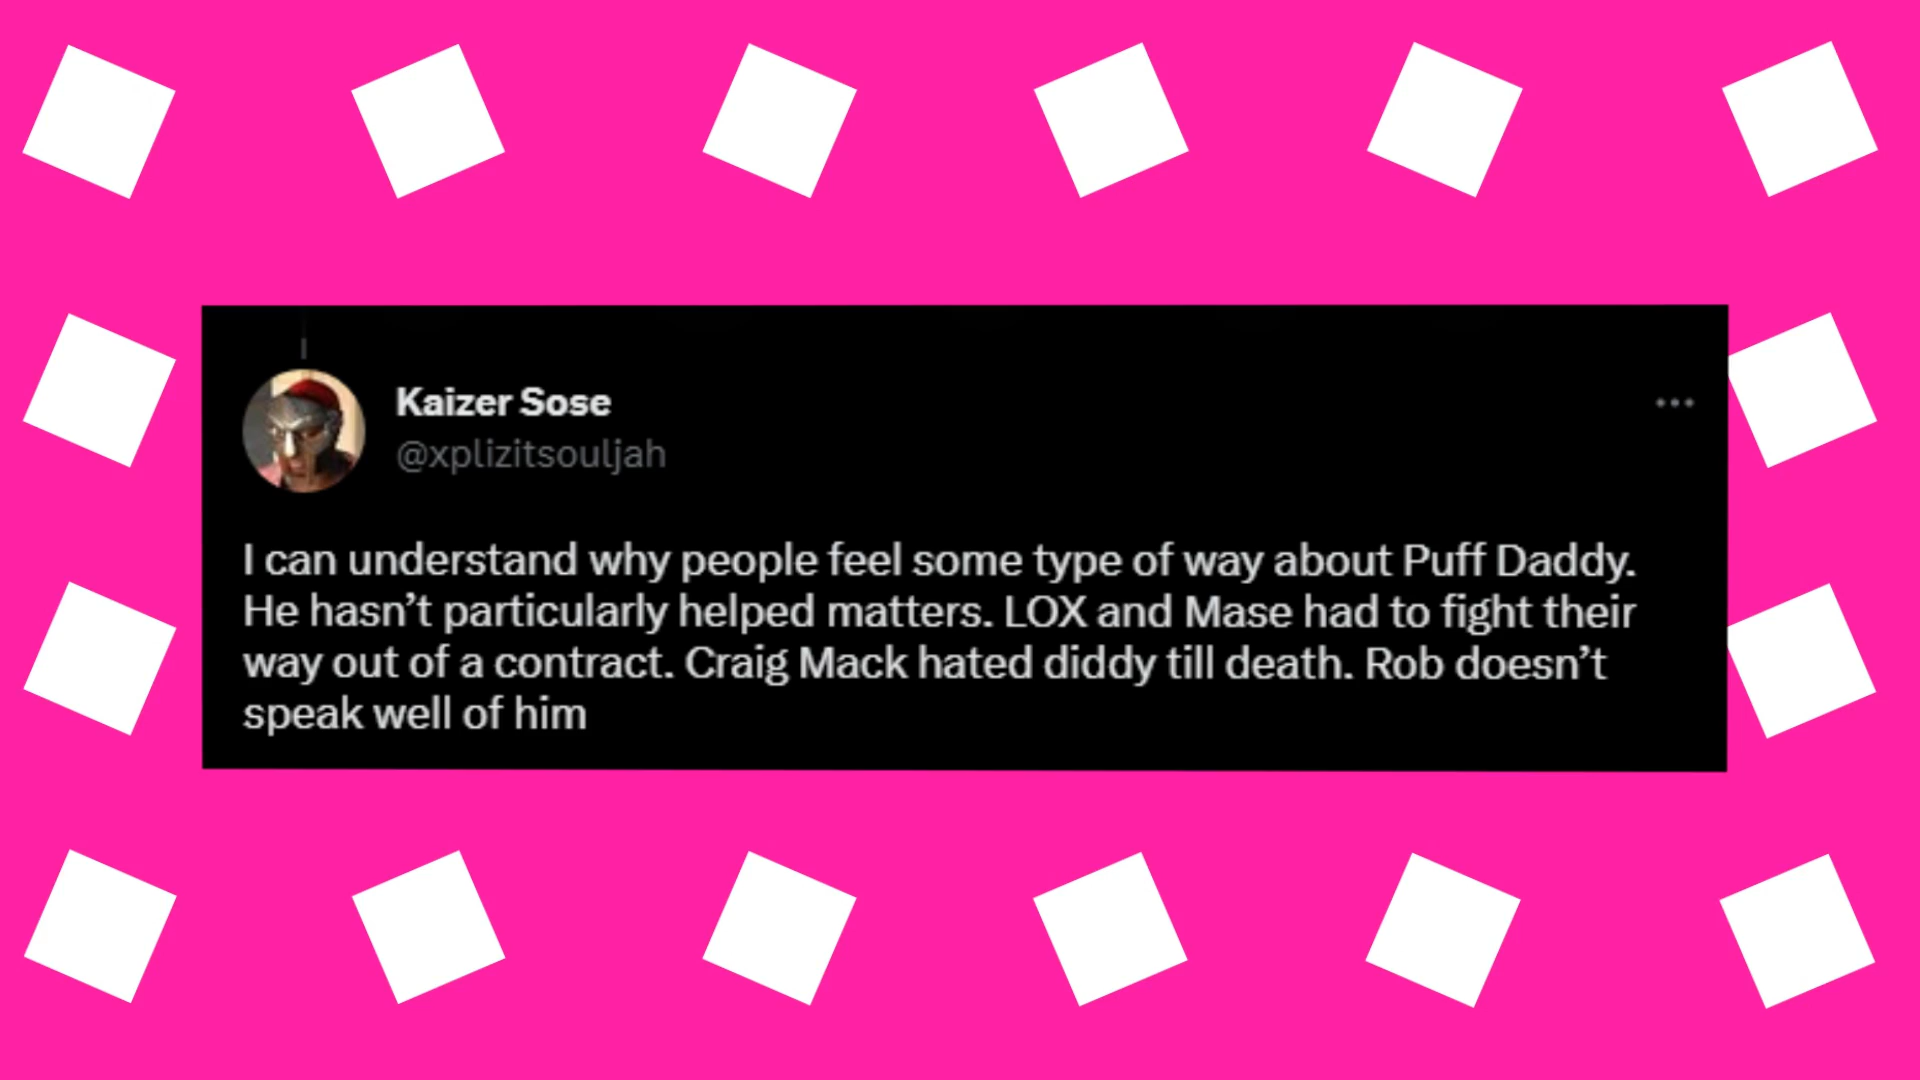 Kaizer Sose
@xplizitsouljah
I can understand why people feel some type of way about Puff Daddy.
He hasn’t particularly helped matters. LOX and Mase had to fight their
way out of a contract. Craig Mack hated diddy till death. Rob doesn’t
speak well of him